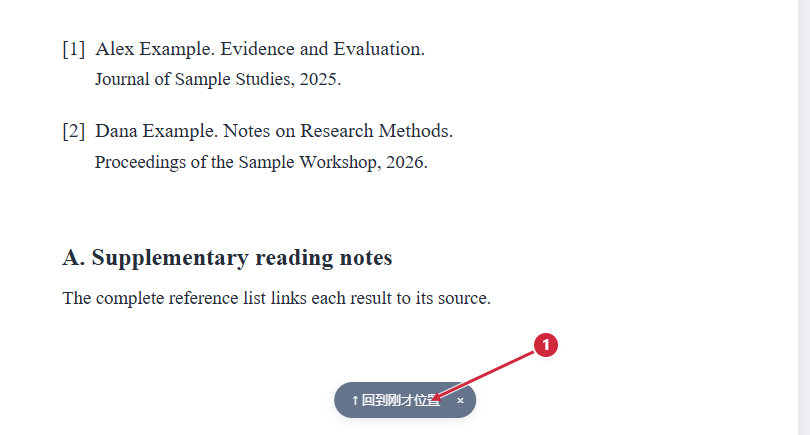 [1] Alex Example. Evidence and Evaluation.
Journal of Sample Studies, 2025.
[2] Dana Example. Notes on Research Methods.
Proceedings of the Sample Workshop, 2026.
A. Supplementary reading notes
The complete reference list links each result to its source.
1
↑ 回到刚才位置 ×